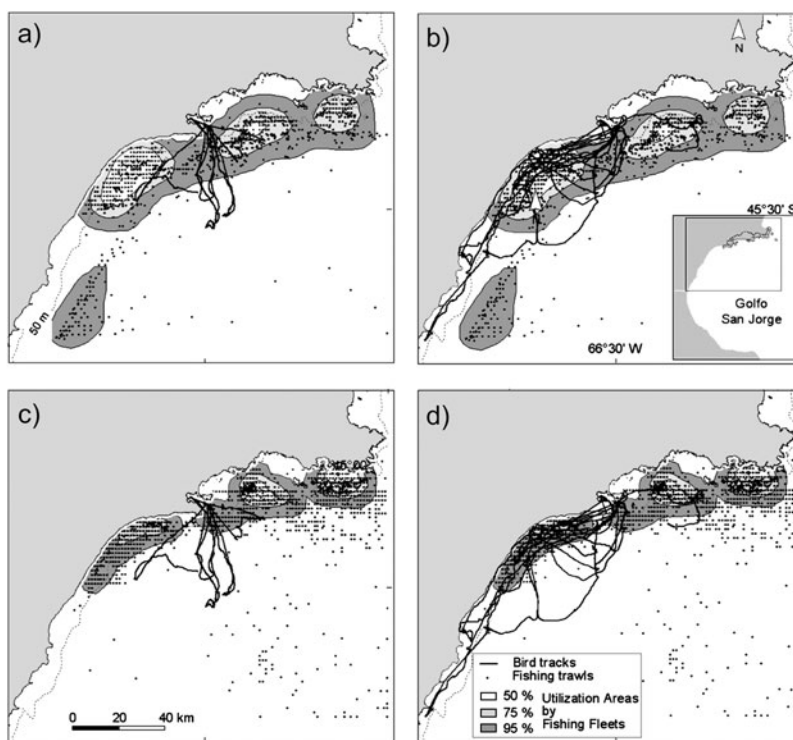 a)
b)
N
45°30' S
Golfo
San Jorge
66°30' W
50 m
c)
d)
0 20 40 km
Bird tracks
Fishing trawls
50 %
75 %
95 %
Utilization Areas
by
Fishing Fleets